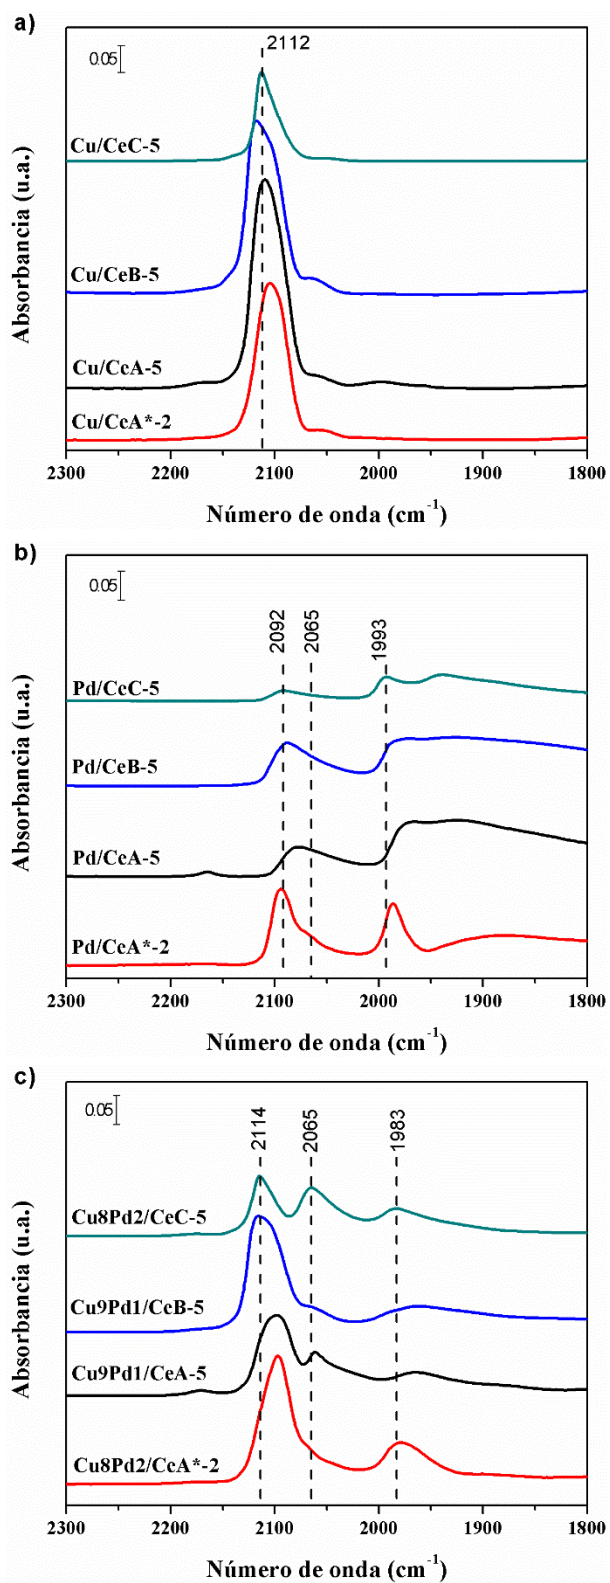 a)
2112
0.05
Cu/CeC-5
Cu/CeB-5
Cu/CeA-5
Cu/CeA*-2
Absorbancia (u.a.)
2300 2200 2100 2000 1900 1800
Número de onda (cm⁻¹)
b)
0.05
2092
2065
1993
Pd/CeC-5
Pd/CeB-5
Pd/CeA-5
Pd/CeA*-2
Absorbancia (u.a.)
2300 2200 2100 2000 1900 1800
Número de onda (cm⁻¹)
c)
0.05
2114
2065
1983
Cu8Pd2/CeC-5
Cu9Pd1/CeB-5
Cu9Pd1/CeA-5
Cu8Pd2/CeA*-2
Absorbancia (u.a.)
2300 2200 2100 2000 1900 1800
Número de onda (cm⁻¹)